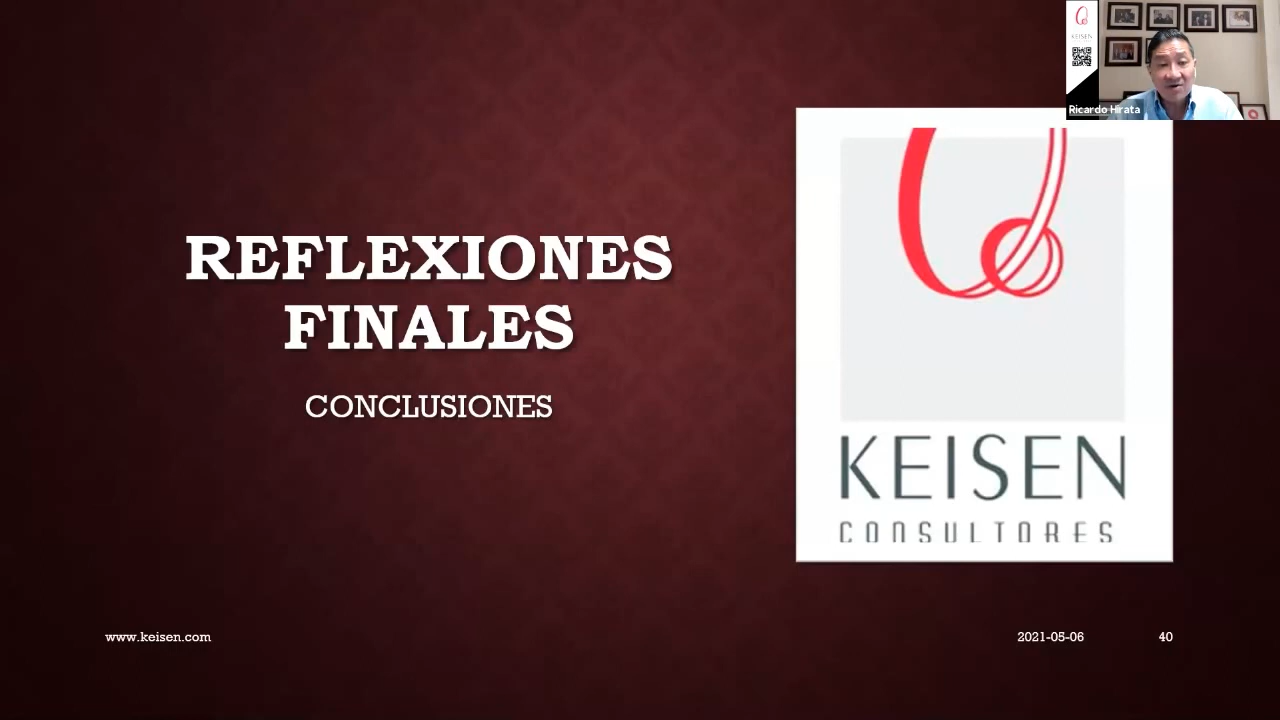 KEISEN
Ricardo Hirata
REFLEXIONES
FINALES
CONCLUSIONES
KEISEN
CONSULTORES
www.keisen.com
2021-05-06
40